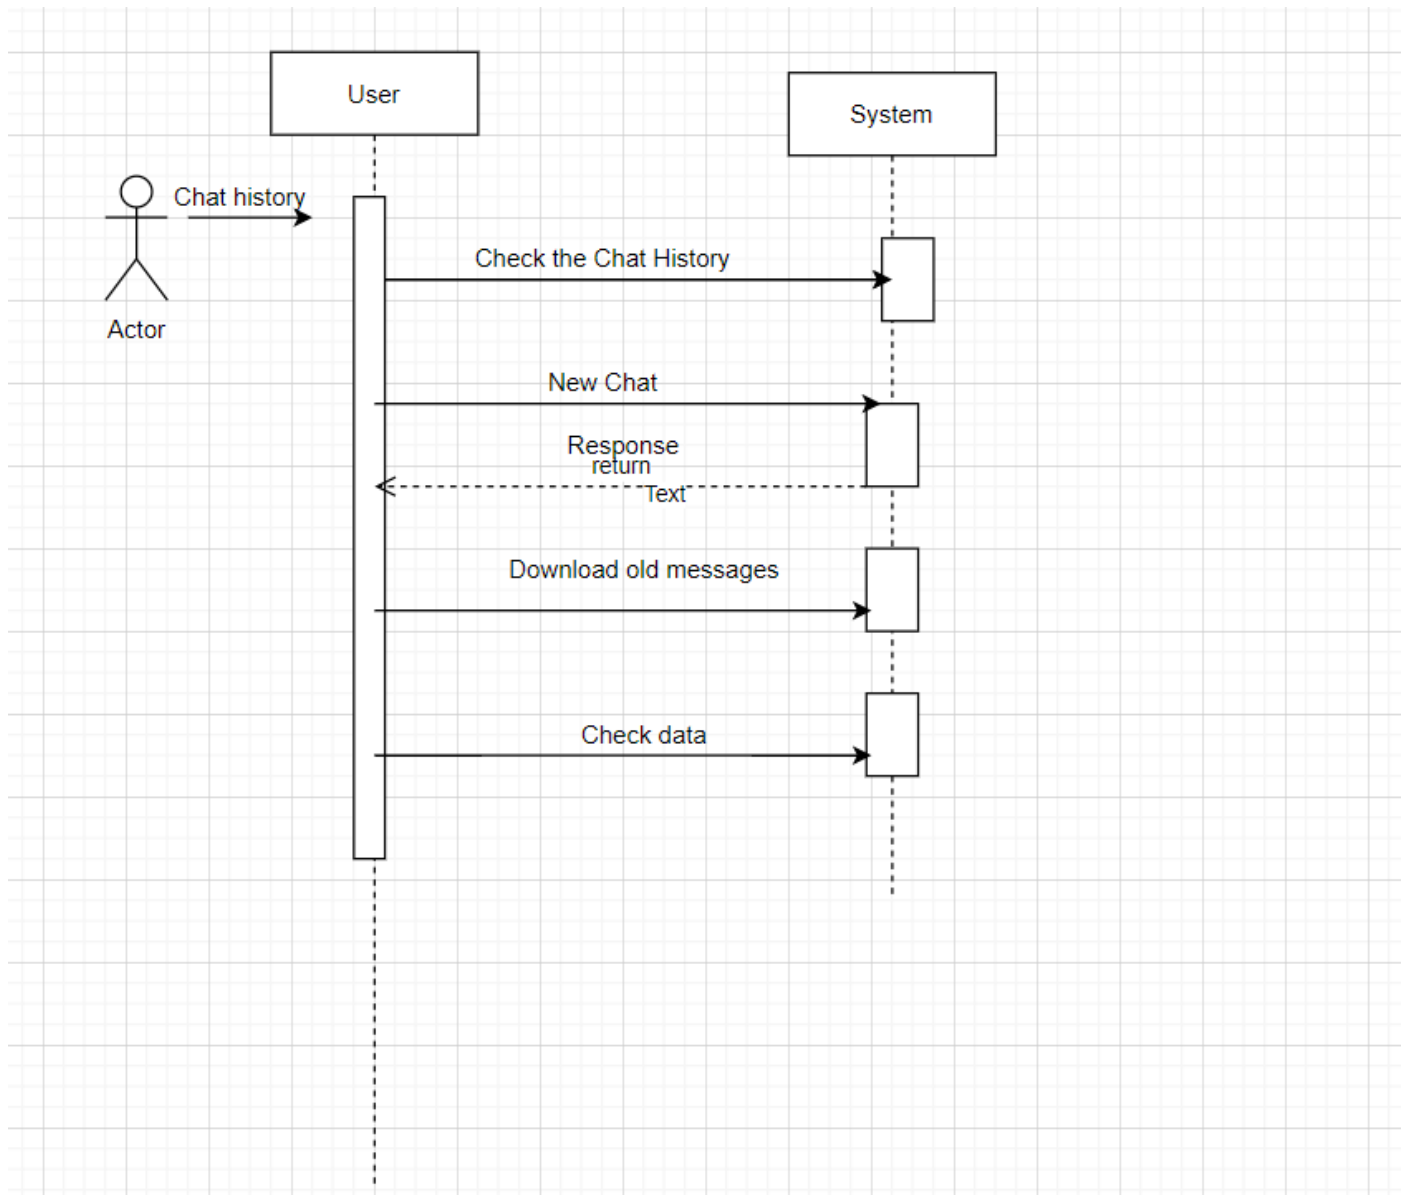 User
System
Chat history
Actor
Check the Chat History
New Chat
Response
return
Text
Download old messages
Check data